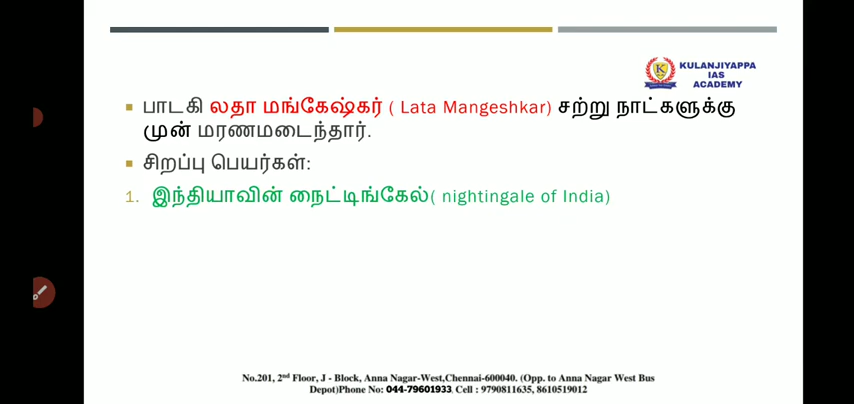 KULANJIYAPPA
IAS
ACADEMY
பாடகி லதா மங்கேஷ்கர் ( Lata Mangeshkar) சற்று நாட்களுக்கு
முன் மரணமடைந்தார்.
சிறப்பு பெயர்கள்:
1. இந்தியாவின் நைட்டிங்கேல்( nightingale of India)
No.201, 2nd Floor, J - Block, Anna Nagar-West,Chennai-600040. (Opp. to Anna Nagar West Bus
Depot)Phone No: 044-79601933, Cell : 9790811635, 8610519012